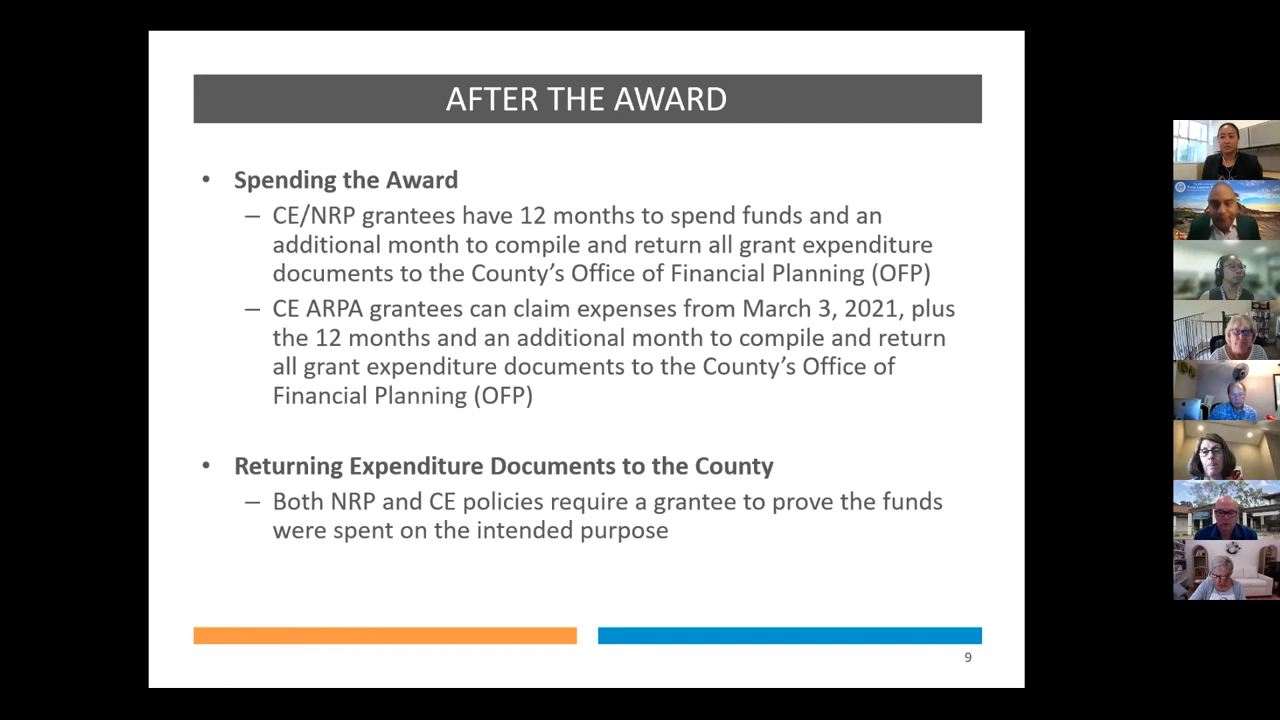 AFTER THE AWARD
• Spending the Award
– CE/NRP grantees have 12 months to spend funds and an
additional month to compile and return all grant expenditure
documents to the County’s Office of Financial Planning (OFP)
– CE ARPA grantees can claim expenses from March 3, 2021, plus
the 12 months and an additional month to compile and return
all grant expenditure documents to the County’s Office of
Financial Planning (OFP)
• Returning Expenditure Documents to the County
– Both NRP and CE policies require a grantee to prove the funds
were spent on the intended purpose
9